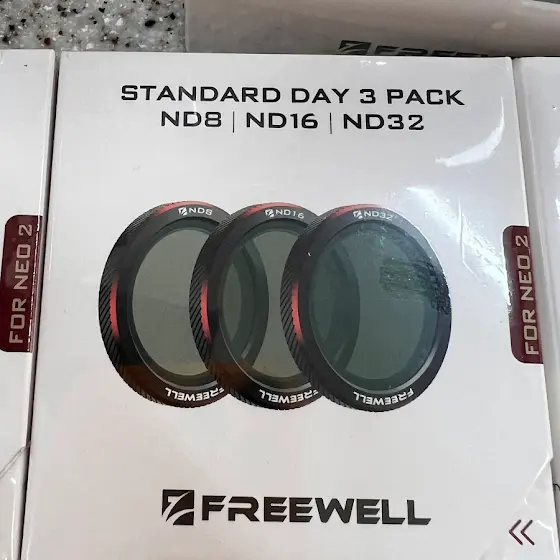 FREEWELL
STANDARD DAY 3 PACK
ND8 | ND16 | ND32
ND8
ND16
ND32
FREEWELL
FREEWELL
FOR NEO 2
FOR NEO 2
FREEWELL